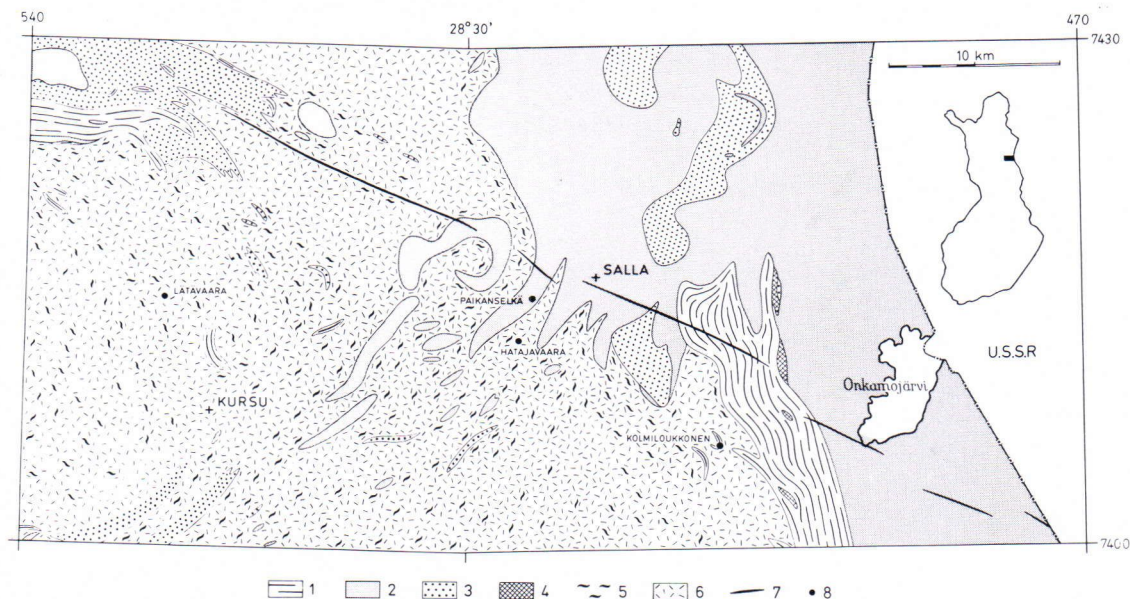 540
28°30'
470
7430
10 km
SALLA
LATAVAARA
PAIKANSELKÄ
HATAJAVAARA
U.S.S.R
Onkamojärvi
KURSU
KOLMILOUKKONEN
7400
1 2 3 4 5 6 7 8